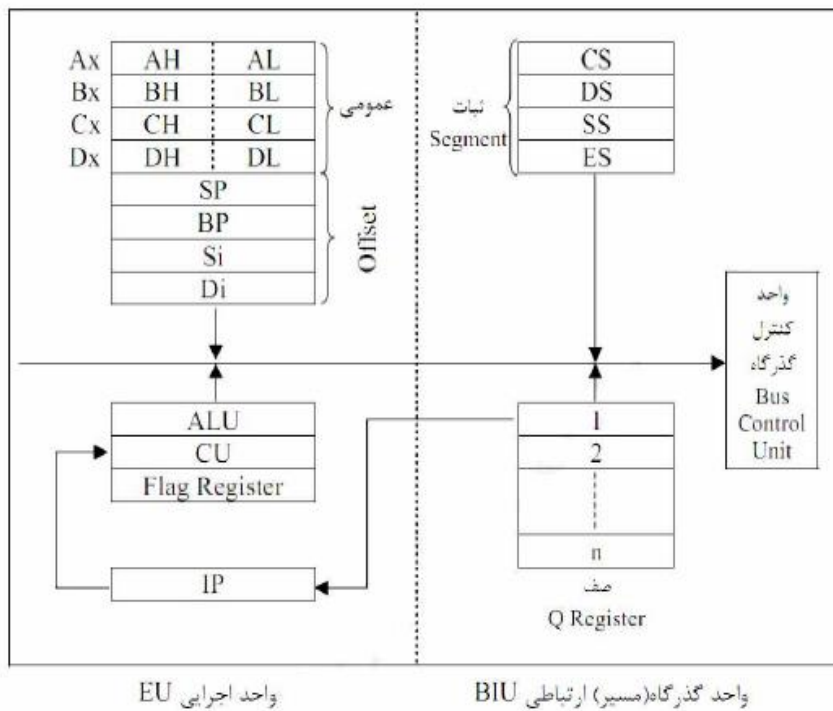 Ax AH AL
Bx BH BL
Cx CH CL
Dx DH DL
عمومی
SP
BP
Si
Di
Offset
CS
DS
SS
ES
ثبات
Segment
واحد
کنترل
گذرگاه
Bus
Control
Unit
ALU
CU
Flag Register
IP
1
2
n
صف
Q Register
واحد اجرایی EU
واحد گذرگاه(مسیر) ارتباطی BIU